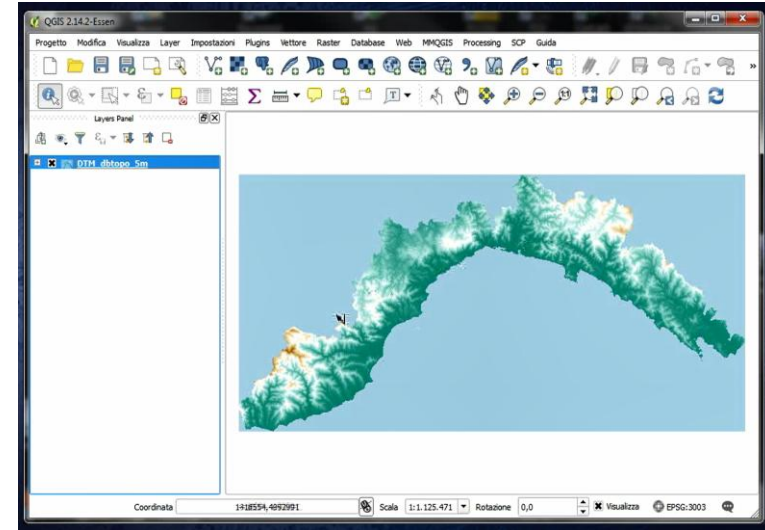 QGIS 2.14.2-Essen
Progetto Modifica Visualizza Layer Impostazioni Plugins Vettore Raster Database Web MMQGIS Processing SCP Guida
Layers Panel
DTM_dbtopo_5m
Coordinata Scala 1:1.125.471 Rotazione 0,0 Visualizza EPSG:3003